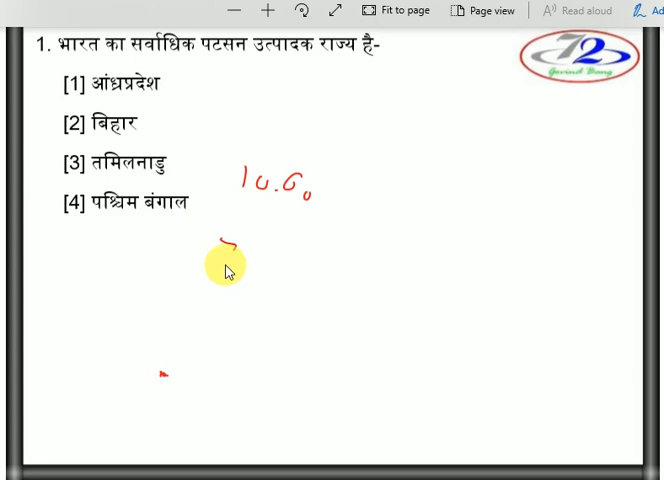 Fit to page
Page view
Read aloud
1. भारत का सर्वाधिक पटसन उत्पादक राज्य है-
[1] आंध्रप्रदेश
[2] बिहार
[3] तमिलनाडु
[4] पश्चिम बंगाल
72
Govind Bang